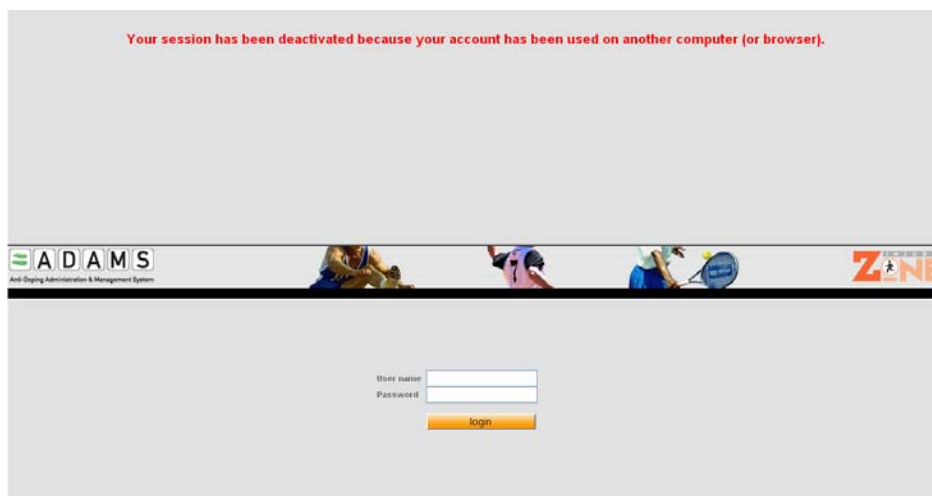 Your session has been deactivated because your account has been used on another computer (or browser).
ADAMS
Anti-Doping Administration & Management System
ZONE
User name
Password
login